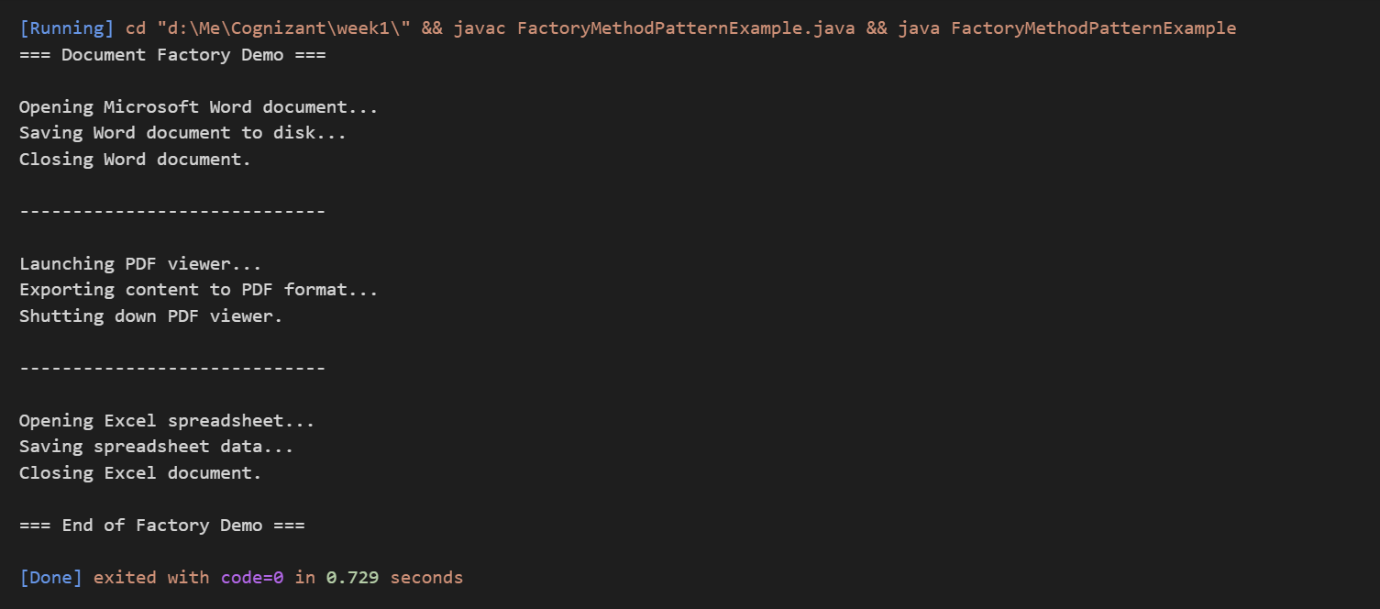 [Running] cd "d:\Me\Cognizant\week1\" && javac FactoryMethodPatternExample.java && java FactoryMethodPatternExample
=== Document Factory Demo ===
Opening Microsoft Word document...
Saving Word document to disk...
Closing Word document.
-----------------------------
Launching PDF viewer...
Exporting content to PDF format...
Shutting down PDF viewer.
-----------------------------
Opening Excel spreadsheet...
Saving spreadsheet data...
Closing Excel document.
=== End of Factory Demo ===
[Done] exited with code=0 in 0.729 seconds